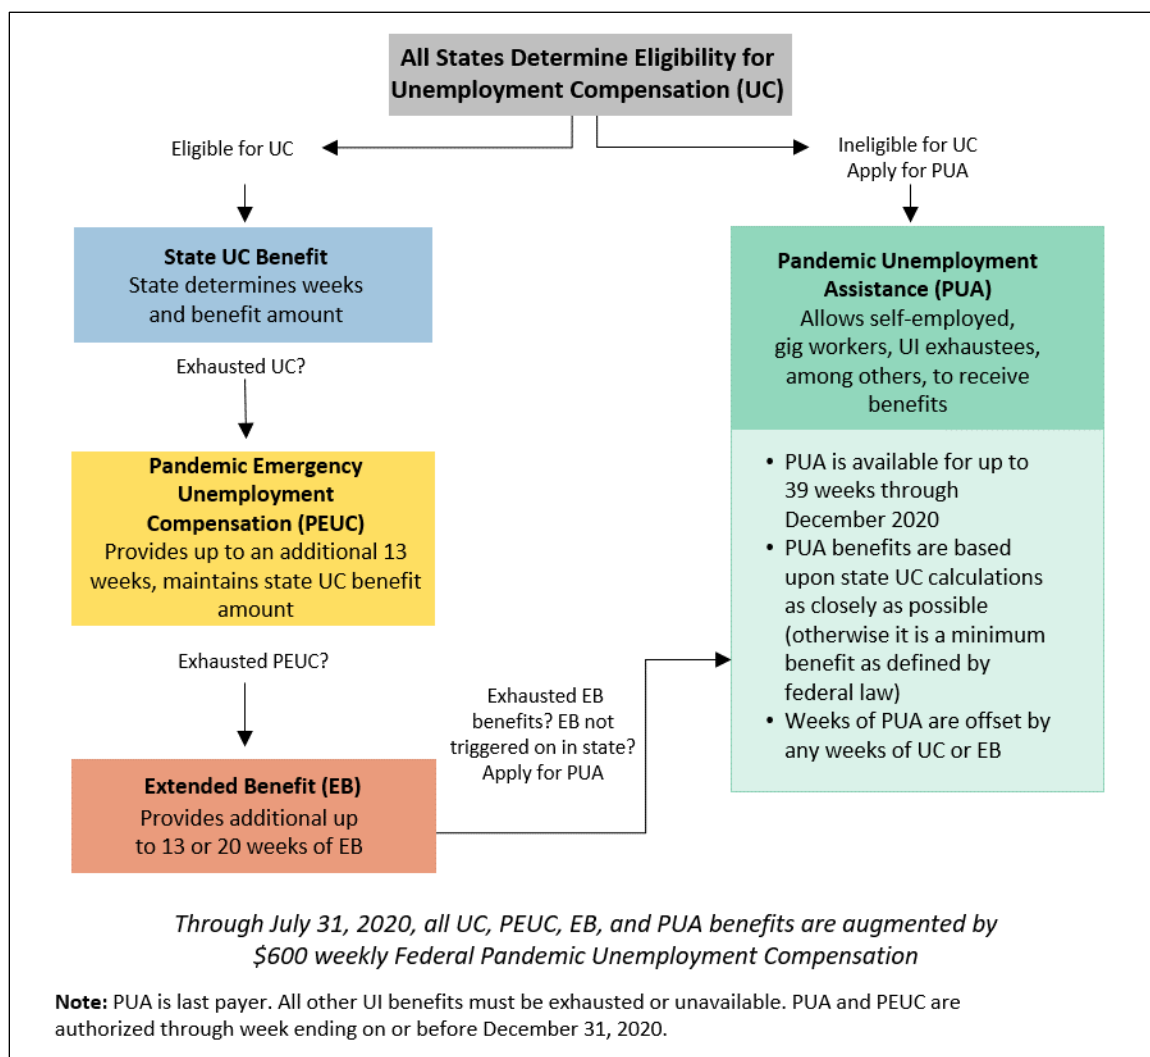 All States Determine Eligibility for
Unemployment Compensation (UC)
Eligible for UC
Ineligible for UC
Apply for PUA
State UC Benefit
State determines weeks
and benefit amount
Exhausted UC?
Pandemic Emergency
Unemployment
Compensation (PEUC)
Provides up to an additional 13
weeks, maintains state UC benefit
amount
Exhausted PEUC?
Extended Benefit (EB)
Provides additional up
to 13 or 20 weeks of EB
Exhausted EB
benefits? EB not
triggered on in state?
Apply for PUA
Pandemic Unemployment
Assistance (PUA)
Allows self-employed,
gig workers, UI exhaustees,
among others, to receive
benefits
• PUA is available for up to
39 weeks through
December 2020
• PUA benefits are based
upon state UC calculations
as closely as possible
(otherwise it is a minimum
benefit as defined by
federal law)
• Weeks of PUA are offset by
any weeks of UC or EB
Through July 31, 2020, all UC, PEUC, EB, and PUA benefits are augmented by
$600 weekly Federal Pandemic Unemployment Compensation
Note: PUA is last payer. All other UI benefits must be exhausted or unavailable. PUA and PEUC are
authorized through week ending on or before December 31, 2020.